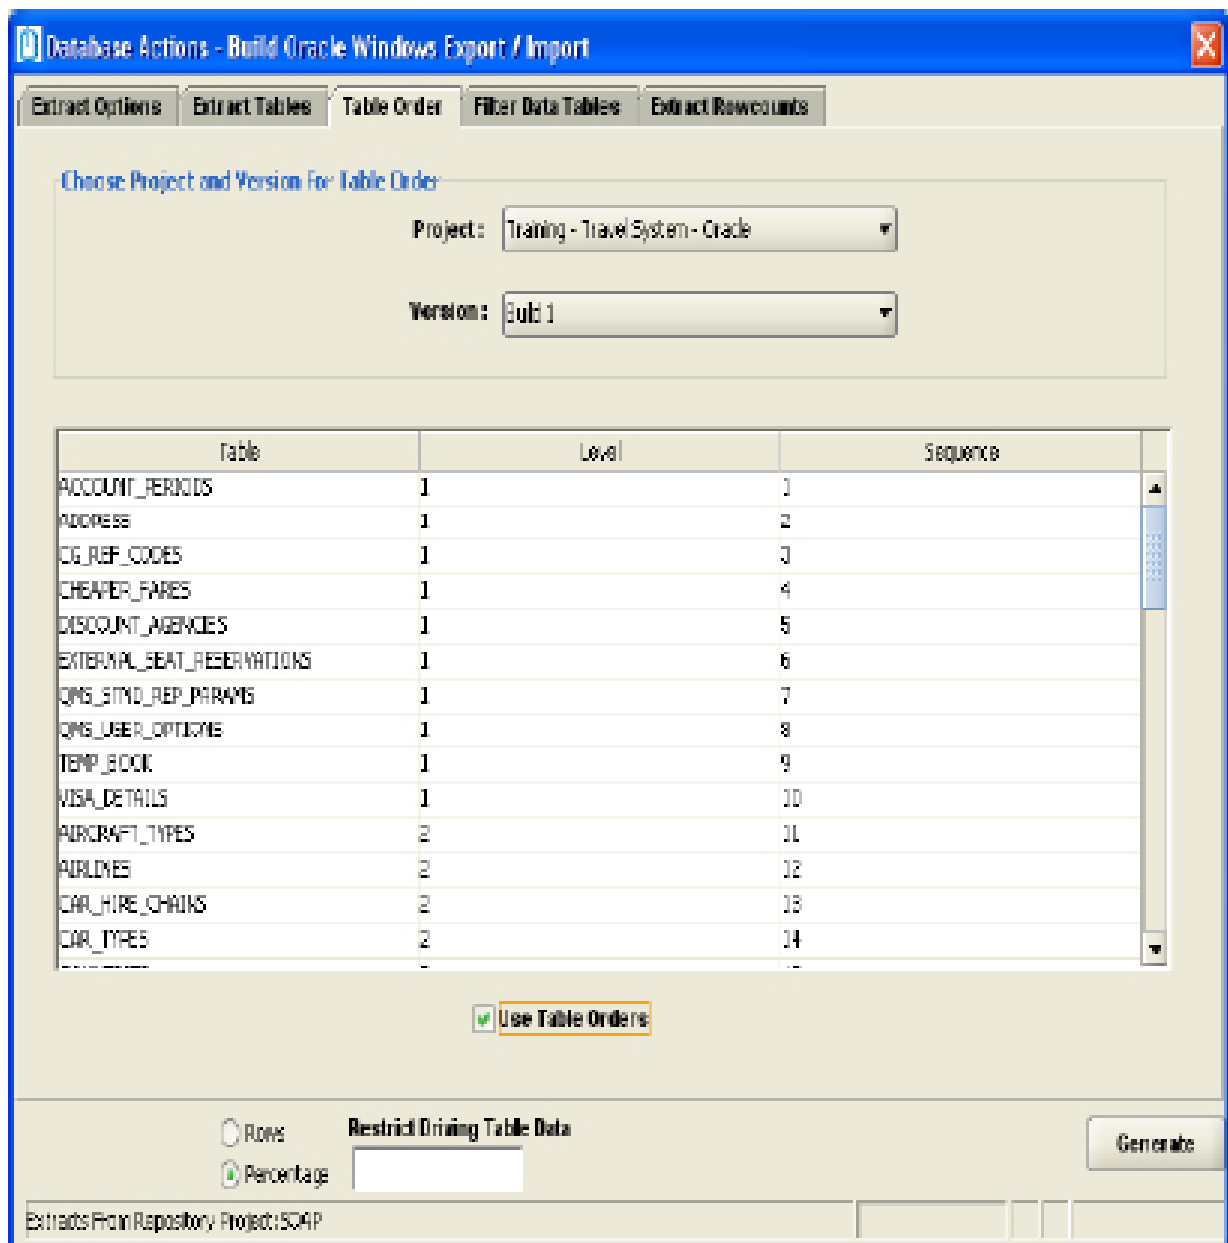 Database Actions - Build Oracle Windows Export / Import
Extract Options Extract Tables Table Order Filter Data Tables Extract Rowcounts
Choose Project and Version For Table Order
Project: Training - Travel System - Oracle
Version: Build 1
Table Level Sequence
ACCOUNT_PERIODS 1 1
ADDRESS 1 2
CG_REF_CODES 1 3
CHEAPER_FARES 1 4
DISCOUNT_AGENCIES 1 5
EXTERNAL_SEAT_RESERVATIONS 1 6
QMS_STND_REP_PARAMS 1 7
QMS_USER_OPTIONS 1 8
TEMP_BOOK 1 9
VISA_DETAILS 1 10
AIRCRAFT_TYPES 2 11
AIRLINES 2 12
CAR_HIRE_CHAINS 2 13
CAR_TYPES 2 14
Use Table Orders
Rows Restrict Driving Table Data
Percentage
Generate
Extracts From Repository Project:SOAP